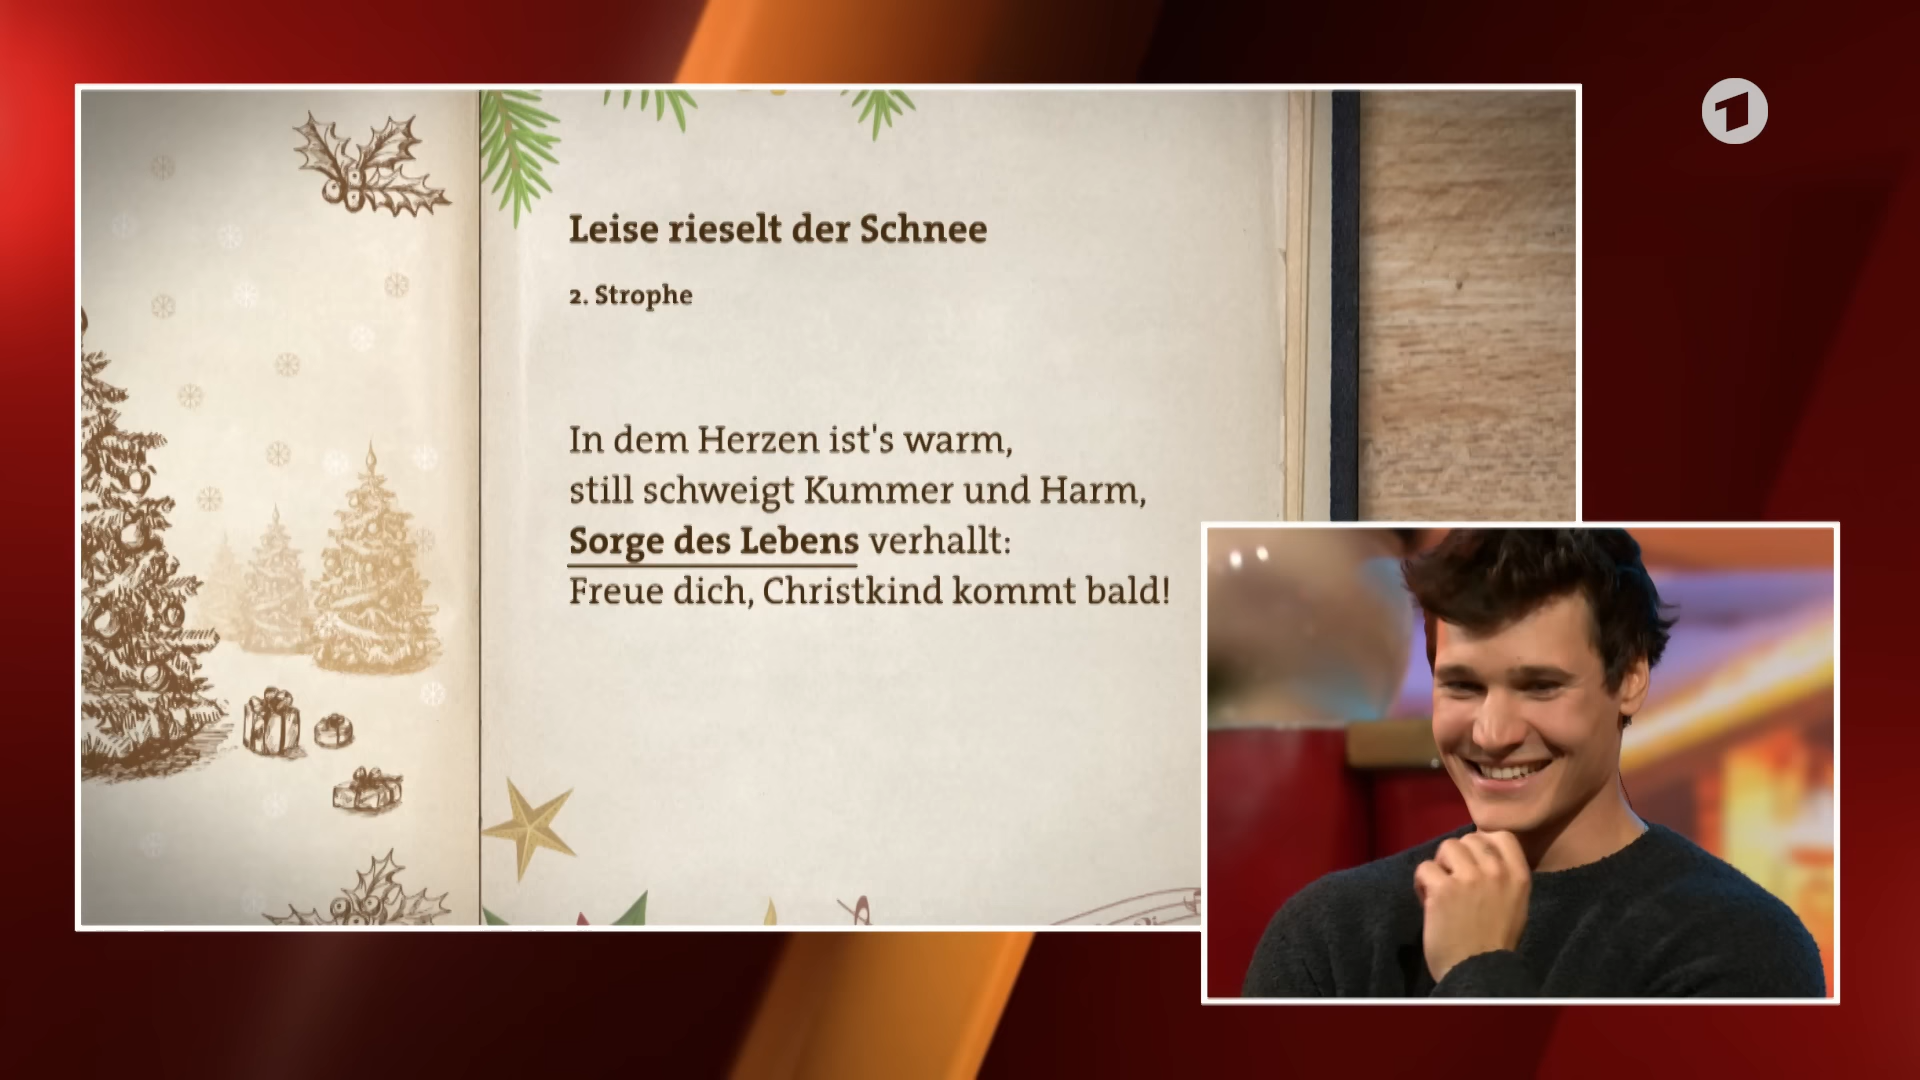 Leise rieselt der Schnee
2. Strophe
In dem Herzen ist's warm,
still schweigt Kummer und Harm,
Sorge des Lebens verhallt:
Freue dich, Christkind kommt bald!